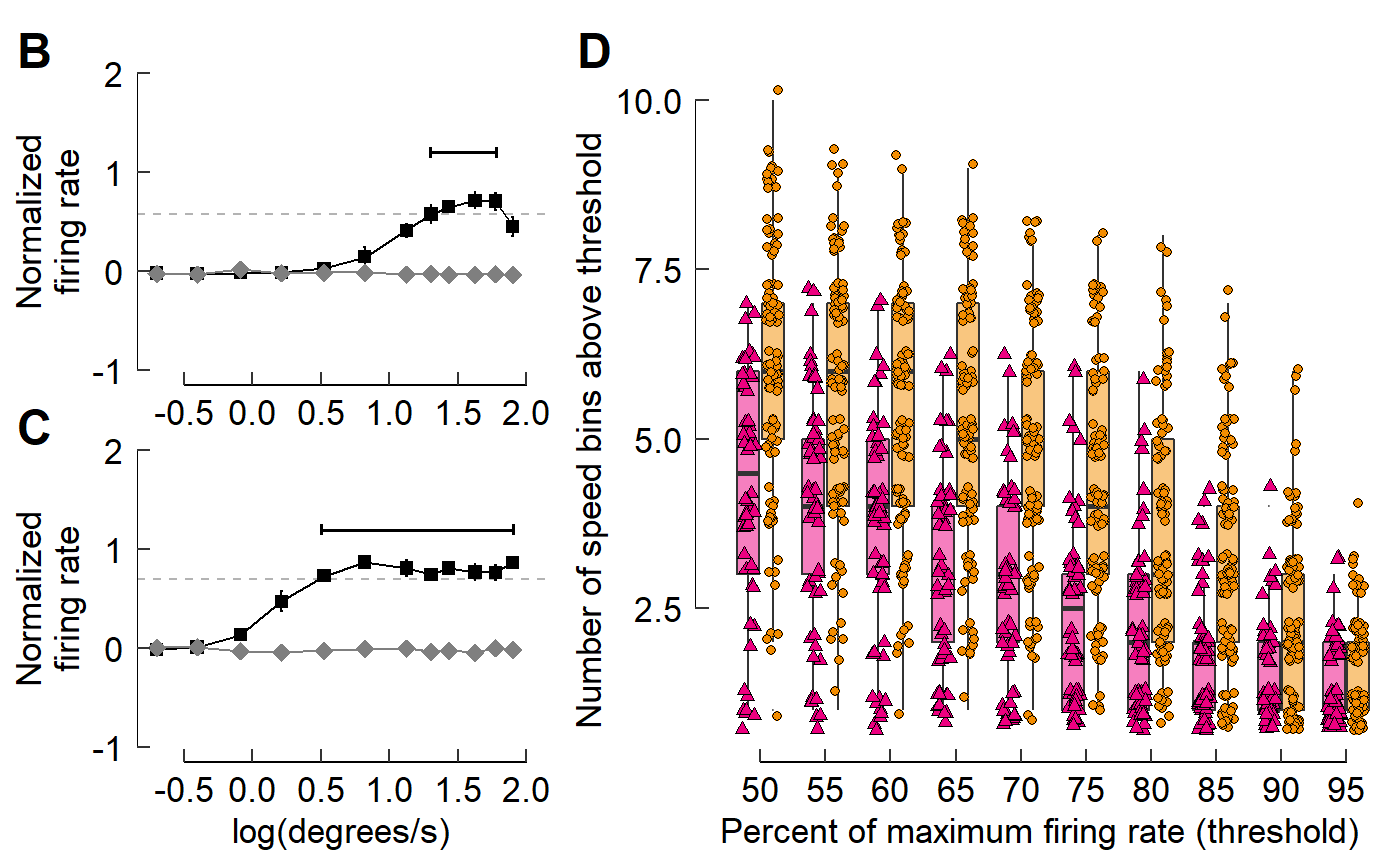 B
2
1
0
-1
Normalized
firing rate
-0.5 0.0 0.5 1.0 1.5 2.0
C
2
1
0
-1
Normalized
firing rate
-0.5 0.0 0.5 1.0 1.5 2.0
log(degrees/s)
D
10.0
7.5
5.0
2.5
Number of speed bins above threshold
50 55 60 65 70 75 80 85 90 95
Percent of maximum firing rate (threshold)